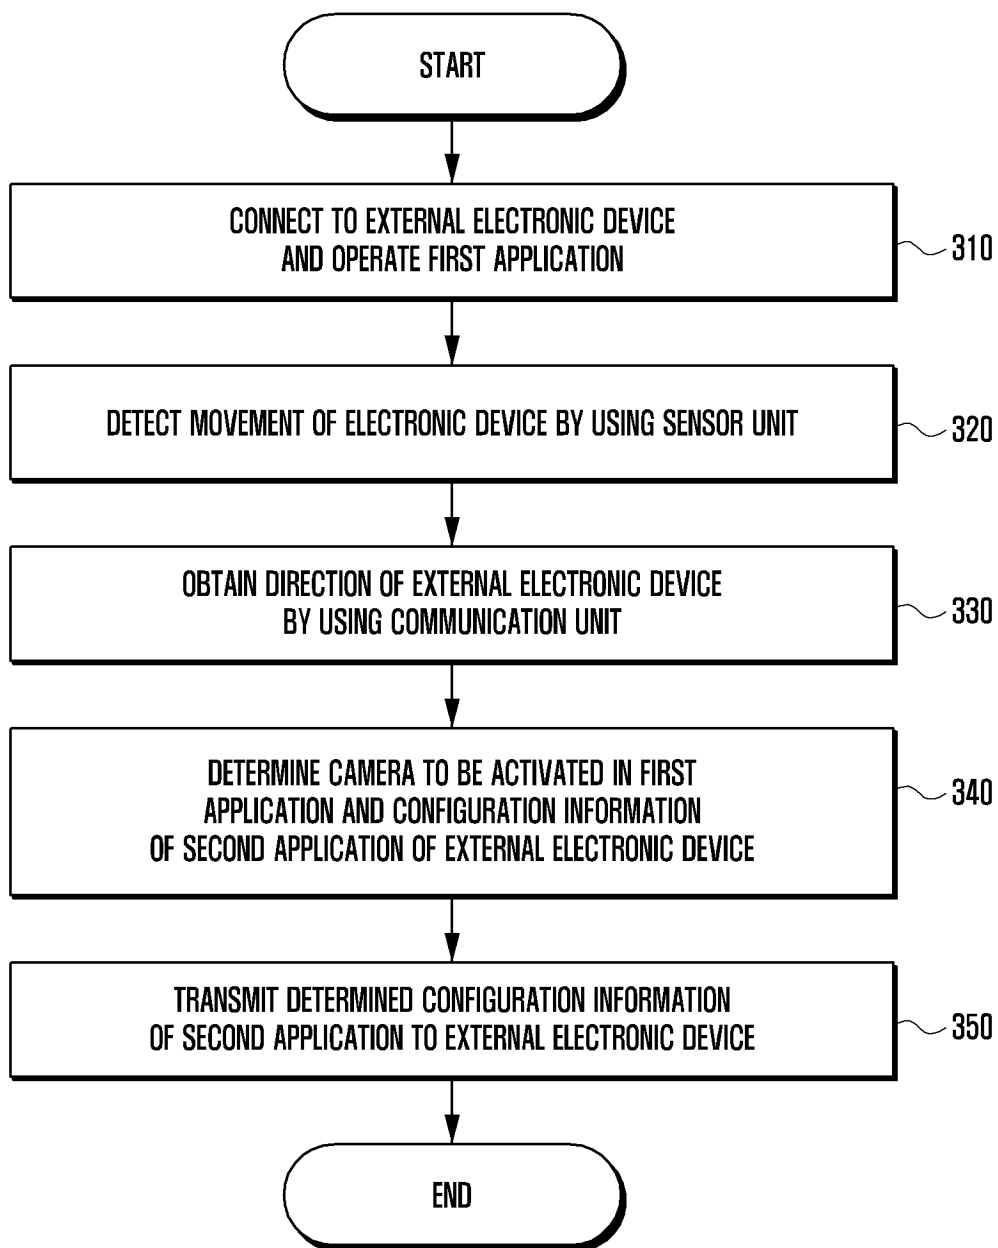 START
CONNECT TO EXTERNAL ELECTRONIC DEVICE
AND OPERATE FIRST APPLICATION
310
DETECT MOVEMENT OF ELECTRONIC DEVICE BY USING SENSOR UNIT
320
OBTAIN DIRECTION OF EXTERNAL ELECTRONIC DEVICE
BY USING COMMUNICATION UNIT
330
DETERMINE CAMERA TO BE ACTIVATED IN FIRST
APPLICATION AND CONFIGURATION INFORMATION
OF SECOND APPLICATION OF EXTERNAL ELECTRONIC DEVICE
340
TRANSMIT DETERMINED CONFIGURATION INFORMATION
OF SECOND APPLICATION TO EXTERNAL ELECTRONIC DEVICE
350
END